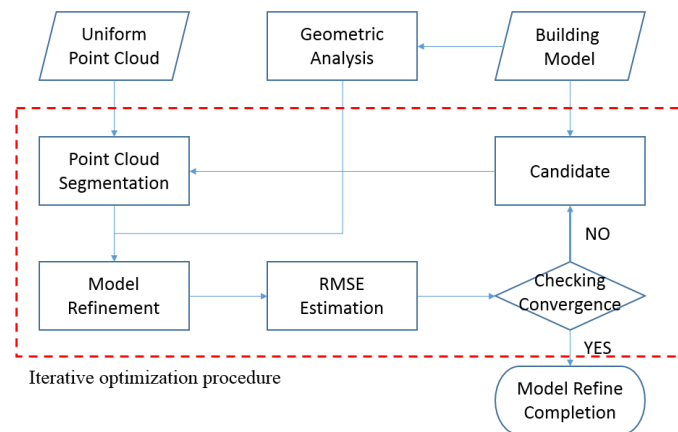 Uniform
Point Cloud
Geometric
Analysis
Building
Model
Point Cloud
Segmentation
Candidate
NO
Model
Refinement
RMSE
Estimation
Checking
Convergence
YES
Iterative optimization procedure
Model Refine
Completion